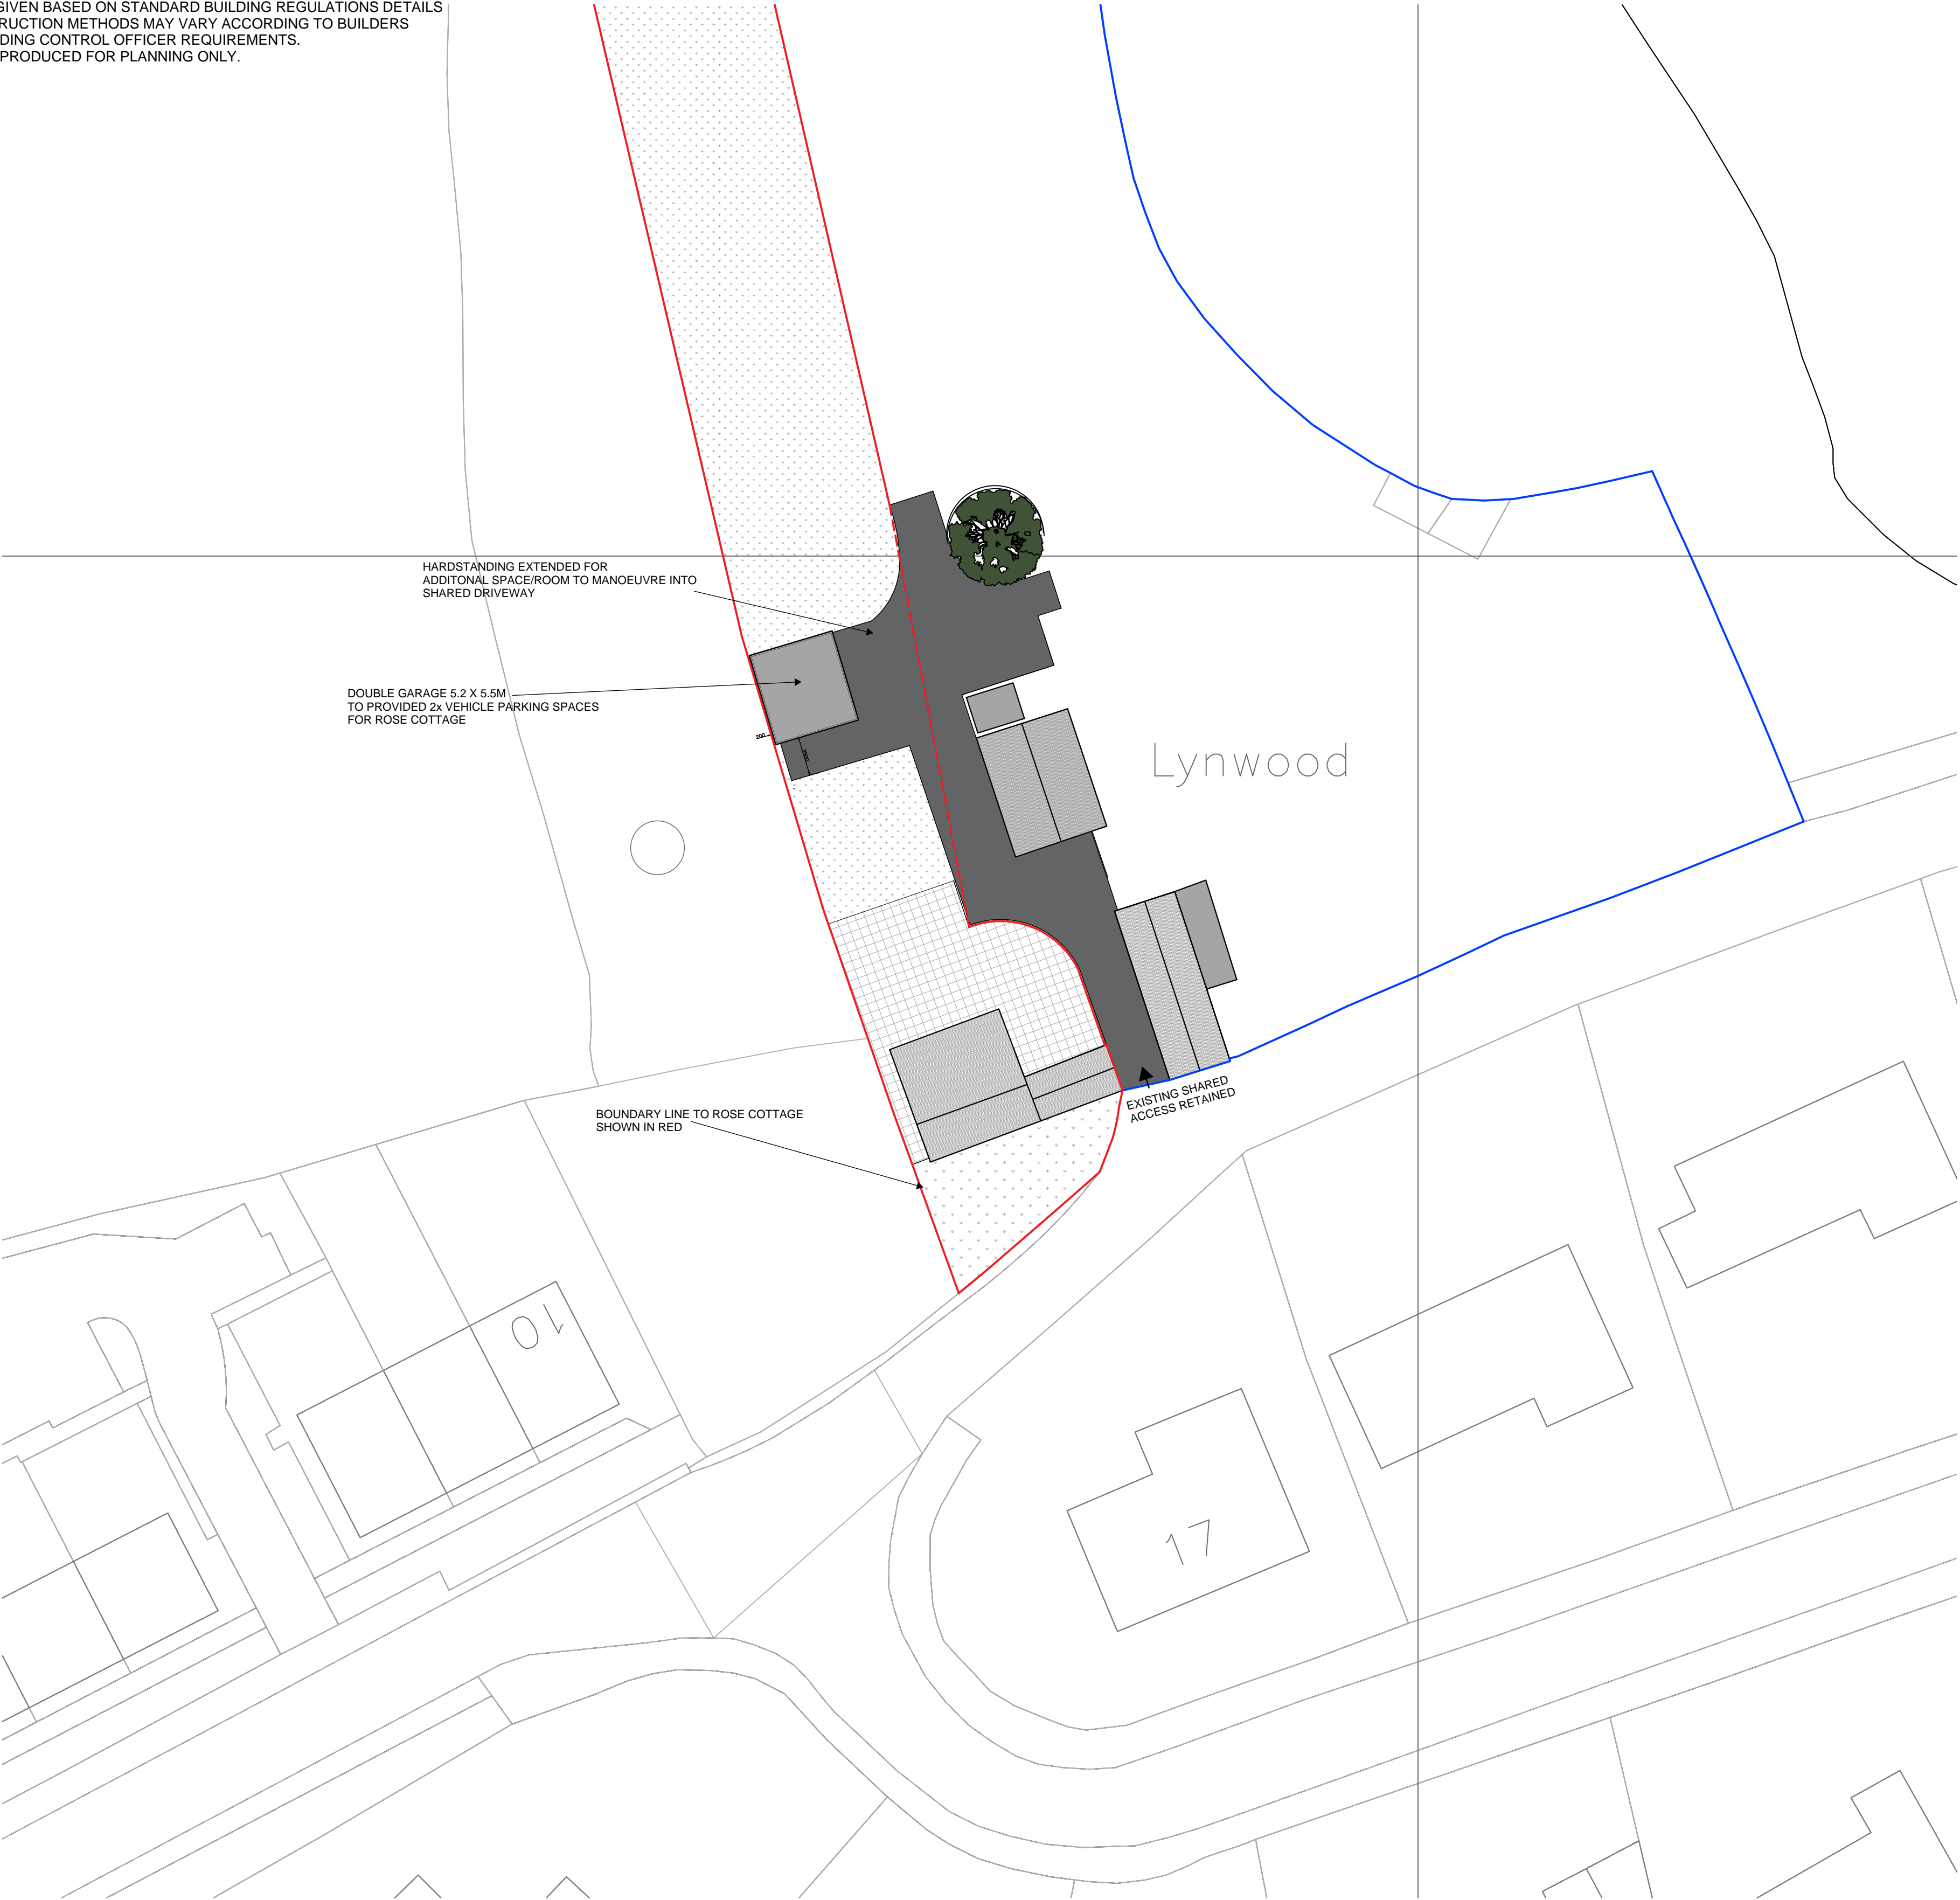 GIVEN BASED ON STANDARD BUILDING REGULATIONS DETAILS
RUCTION METHODS MAY VARY ACCORDING TO BUILDERS
DING CONTROL OFFICER REQUIREMENTS.
PRODUCED FOR PLANNING ONLY.
HARDSTANDING EXTENDED FOR
ADDITONAL SPACE/ROOM TO MANOEUVRE INTO
SHARED DRIVEWAY
DOUBLE GARAGE 5.2 X 5.5M
TO PROVIDED 2x VEHICLE PARKING SPACES
FOR ROSE COTTAGE
200
2500
Lynwood
EXISTING SHARED
ACCESS RETAINED
BOUNDARY LINE TO ROSE COTTAGE
SHOWN IN RED
10
17